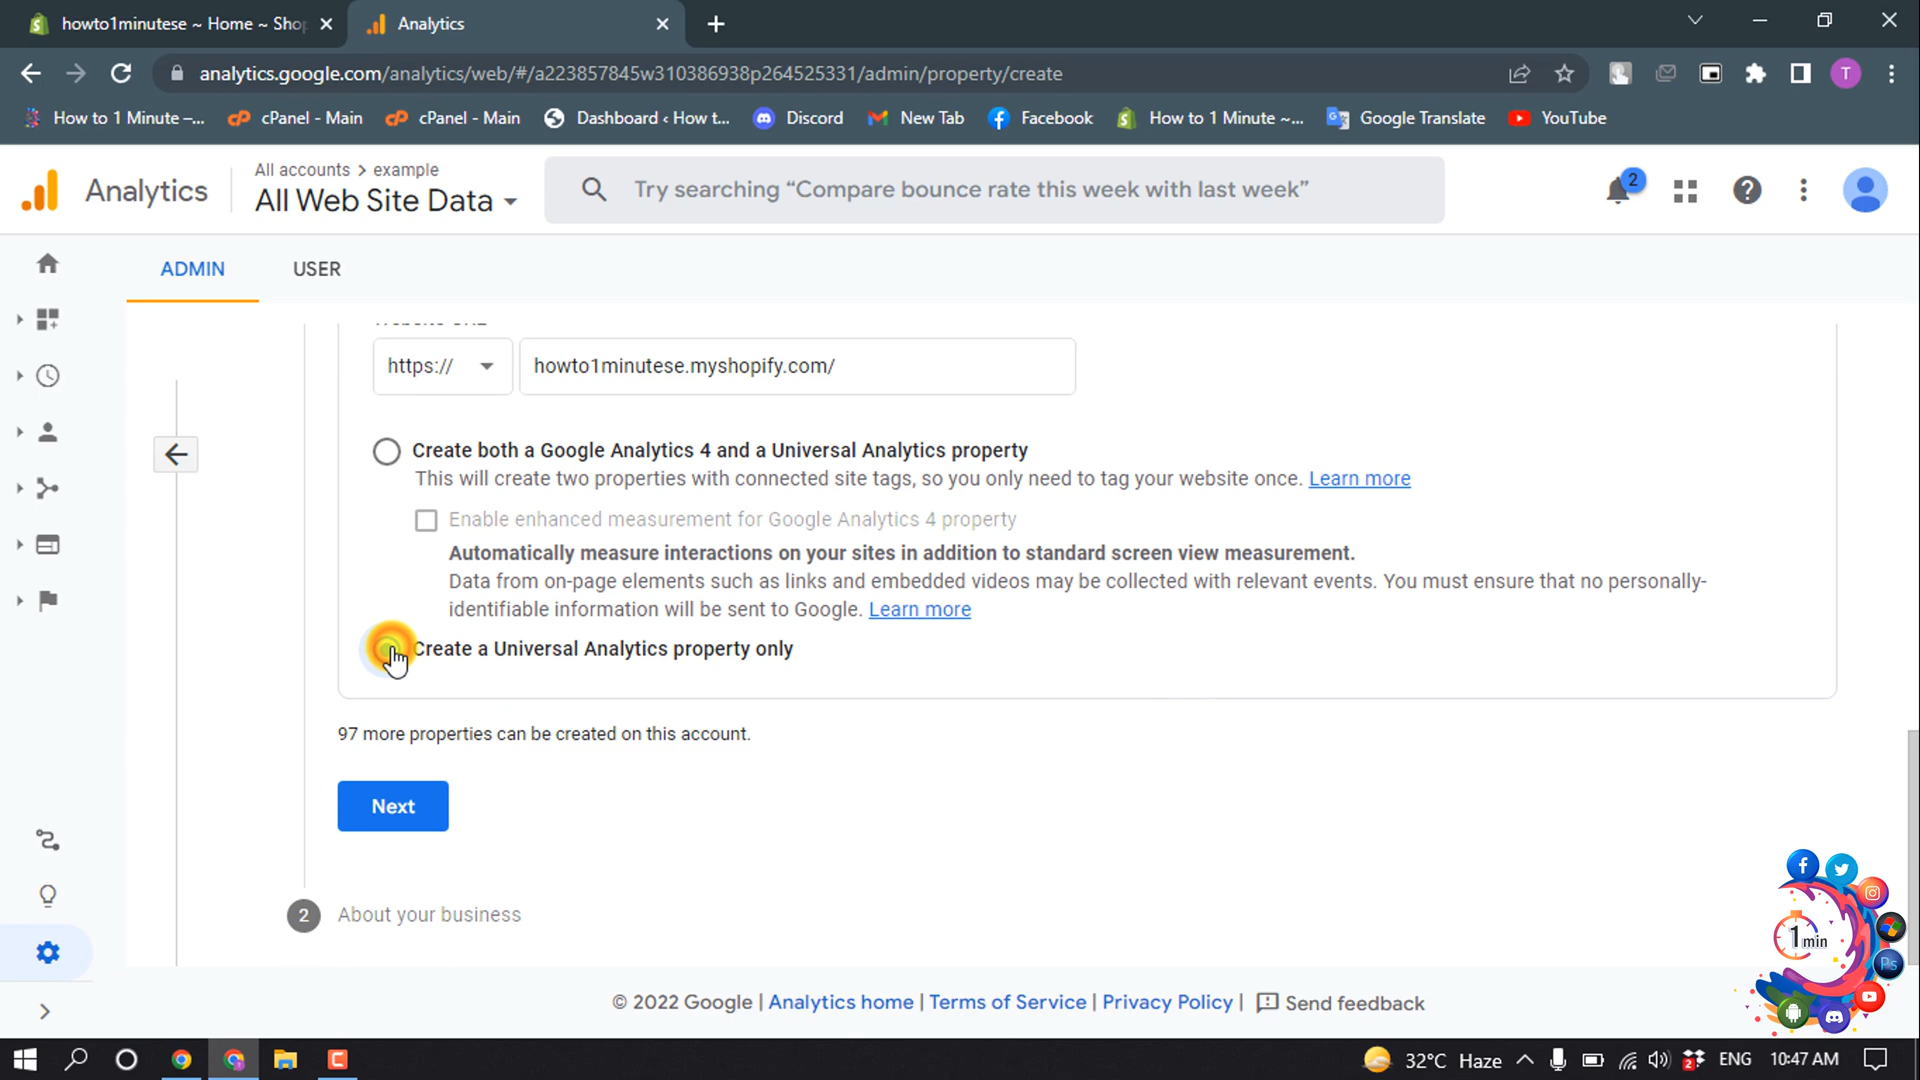 howto1minutese ~ Home ~ Shop
Analytics
analytics.google.com/analytics/web/#/a223857845w310386938p264525331/admin/property/create
T
How to 1 Minute –...
cPanel - Main
cPanel - Main
Dashboard ‹ How t...
Discord
New Tab
Facebook
How to 1 Minute ~...
Google Translate
YouTube
Analytics
All accounts > example
All Web Site Data
Try searching “Compare bounce rate this week with last week”
2
ADMIN
USER
https://
howto1minutese.myshopify.com/
Create both a Google Analytics 4 and a Universal Analytics property
This will create two properties with connected site tags, so you only need to tag your website once. Learn more
Enable enhanced measurement for Google Analytics 4 property
Automatically measure interactions on your sites in addition to standard screen view measurement.
Data from on-page elements such as links and embedded videos may be collected with relevant events. You must ensure that no personally-
identifiable information will be sent to Google. Learn more
Create a Universal Analytics property only
97 more properties can be created on this account.
Next
2 About your business
© 2022 Google | Analytics home | Terms of Service | Privacy Policy | Send feedback
1 min
Ps
32°C Haze
2
ENG
10:47 AM